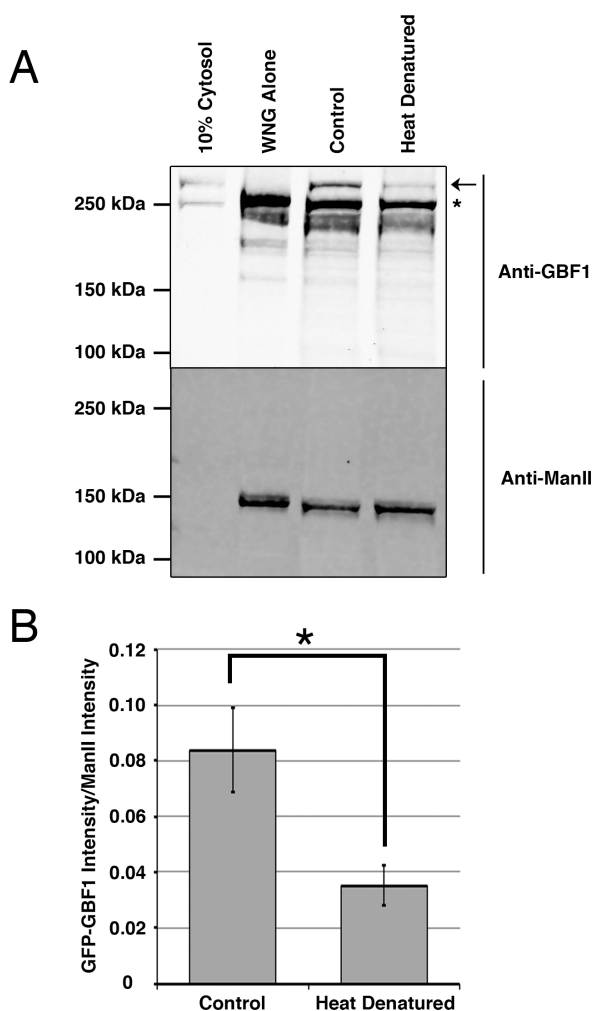 A
10% Cytosol
WNG Alone
Control
Heat Denatured
250 kDa
*
150 kDa
100 kDa
Anti-GBF1
250 kDa
150 kDa
100 kDa
Anti-ManII
B
*
GFP-GBF1 Intensity/ManII Intensity
0.12
0.10
0.08
0.06
0.04
0.02
0
Control
Heat Denatured